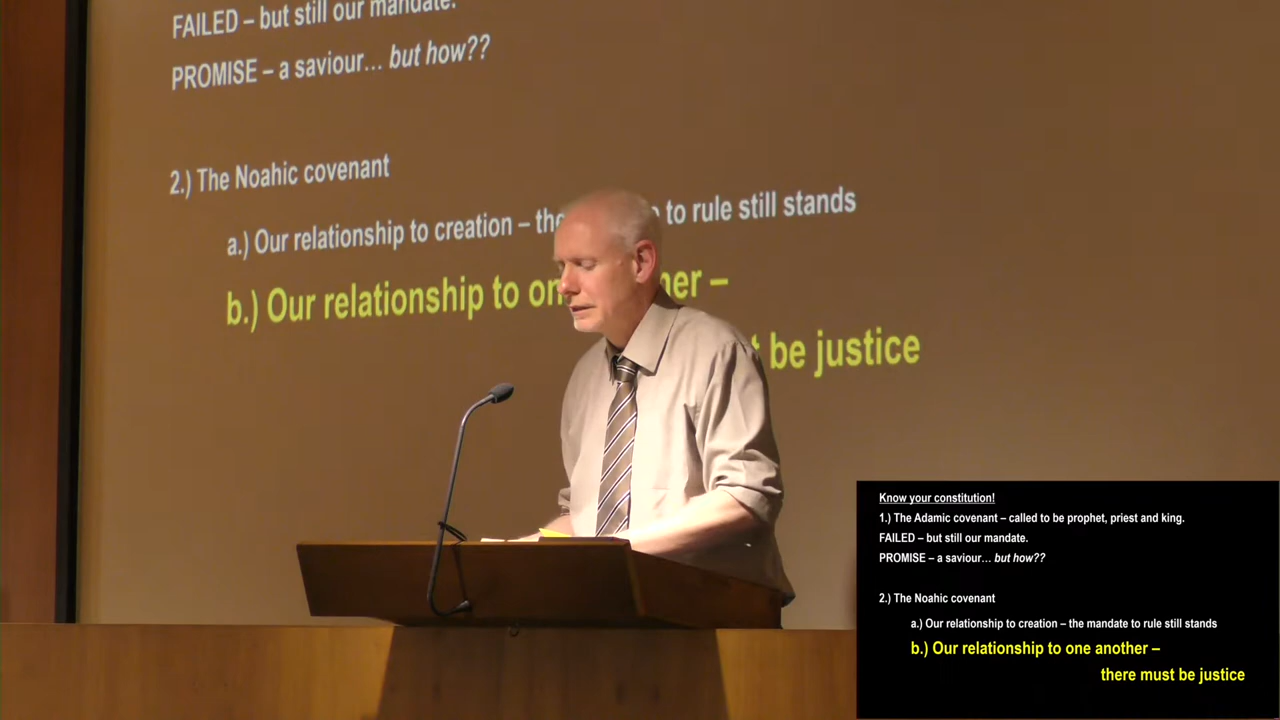 FAILED – but still our mandate.
PROMISE – a saviour… but how??
2.) The Noahic covenant
a.) Our relationship to creation – the to rule still stands
b.) Our relationship to –
be justice
Know your constitution!
1.) The Adamic covenant – called to be prophet, priest and king.
FAILED – but still our mandate.
PROMISE – a saviour… but how??
2.) The Noahic covenant
a.) Our relationship to creation – the mandate to rule still stands
b.) Our relationship to one another –
there must be justice